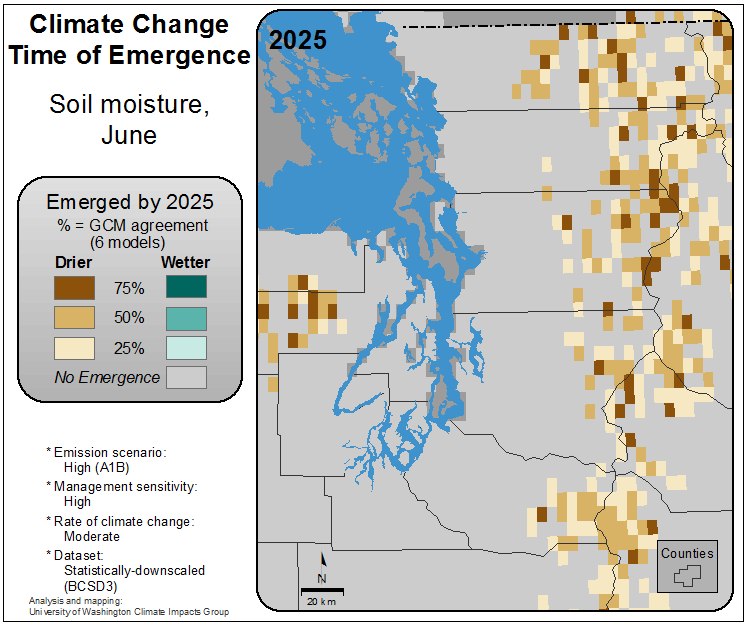 Climate Change
Time of Emergence
Soil moisture,
June
Emerged by 2025
% = GCM agreement
(6 models)
Drier Wetter
75%
50%
25%
No Emergence
* Emission scenario:
High (A1B)
* Management sensitivity:
High
* Rate of climate change:
Moderate
* Dataset:
Statistically-downscaled
(BCSD3)
Analysis and mapping:
University of Washington Climate Impacts Group
2025
N
20 km
Counties